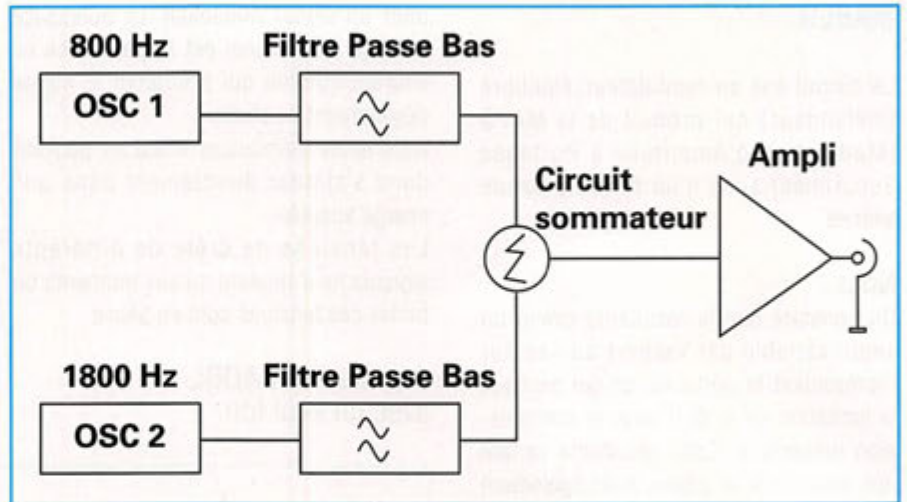 800 Hz
Filtre Passe Bas
OSC 1
Ampli
Circuit
sommateur
1800 Hz
Filtre Passe Bas
OSC 2